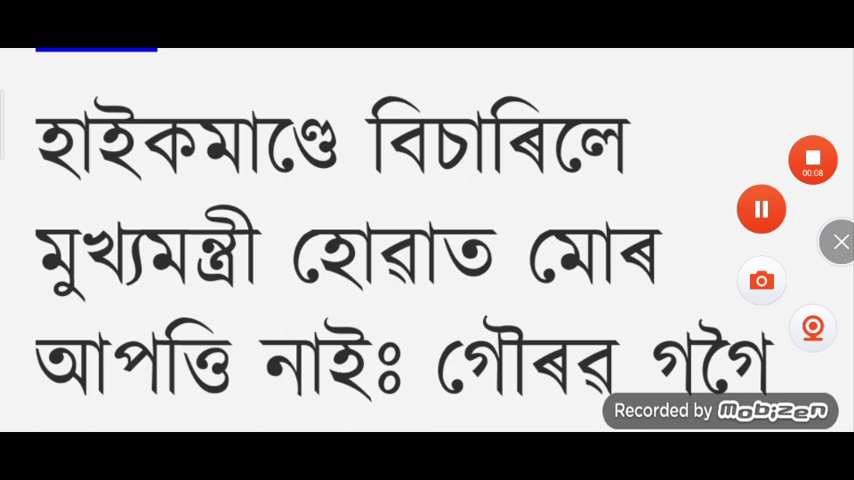 হাইকমাণ্ডে বিচাৰিলে
মুখ্যমন্ত্ৰী হোৱাত মোৰ
আপত্তি নাইঃ গৌৰৱ গগৈ
00:08
Recorded by Mobizen